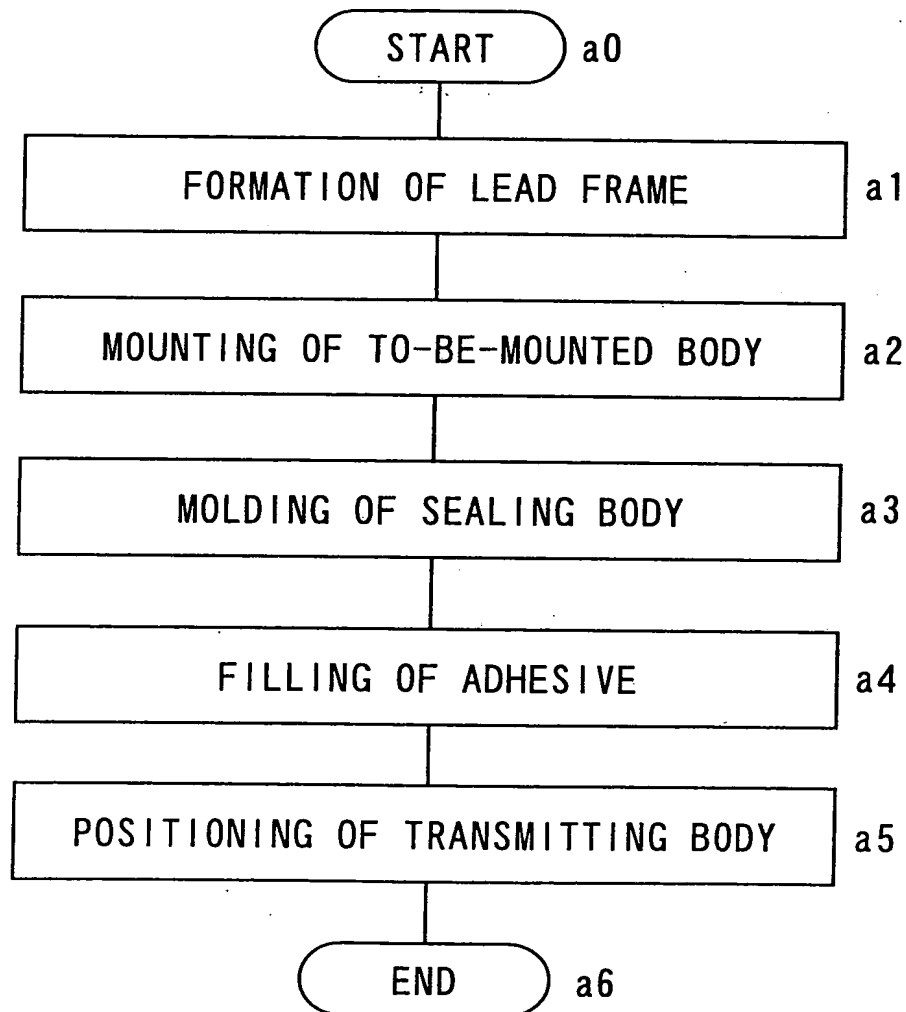 START a0
FORMATION OF LEAD FRAME a1
MOUNTING OF TO-BE-MOUNTED BODY a2
MOLDING OF SEALING BODY a3
FILLING OF ADHESIVE a4
POSITIONING OF TRANSMITTING BODY a5
END a6